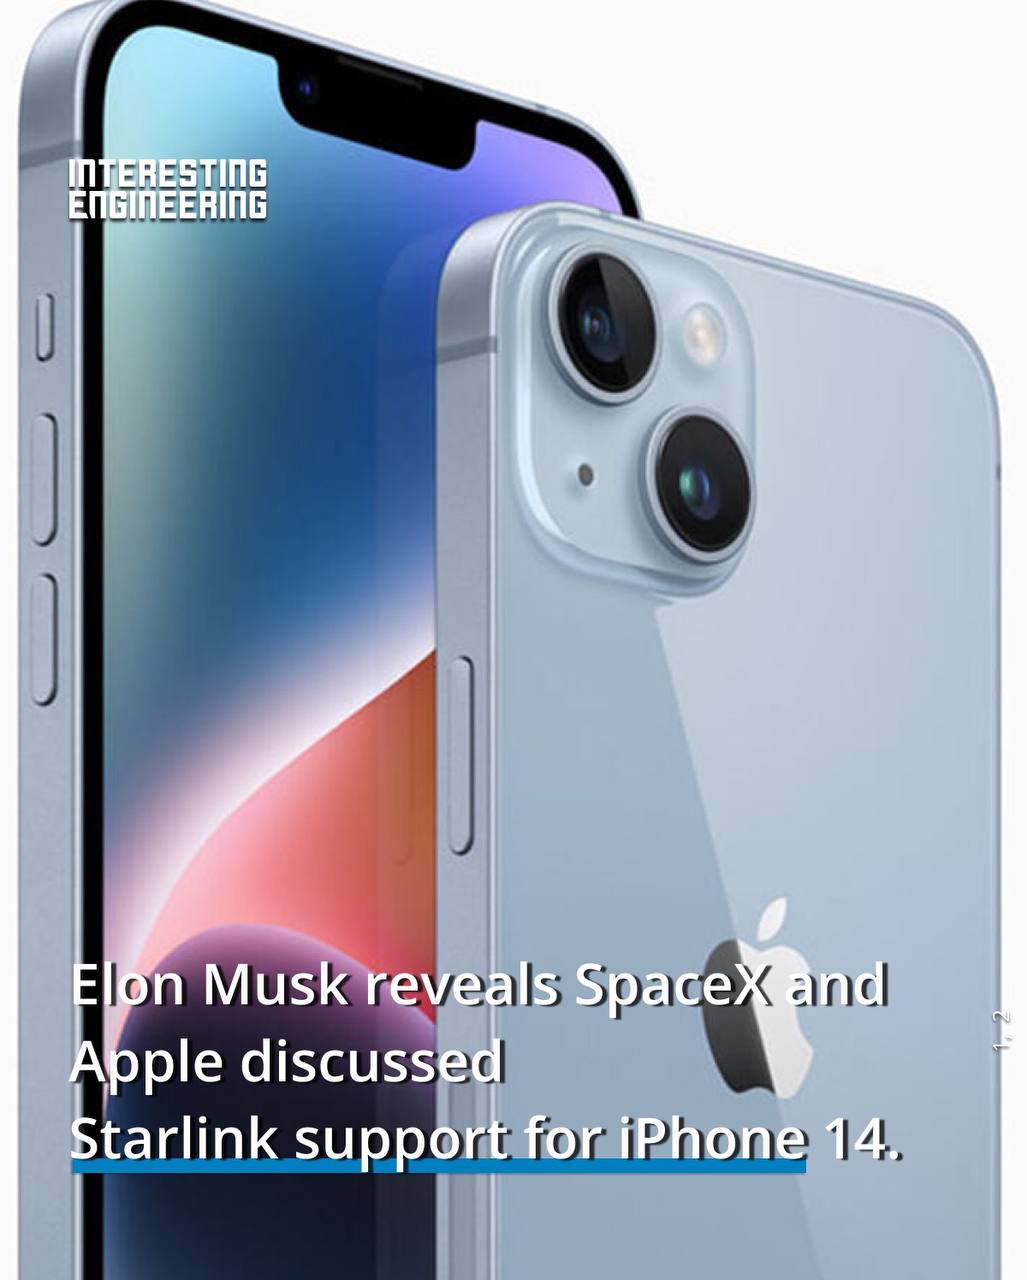 INTERESTING
ENGINEERING
Elon Musk reveals SpaceX and
Apple discussed
Starlink support for iPhone 14.
1, 2